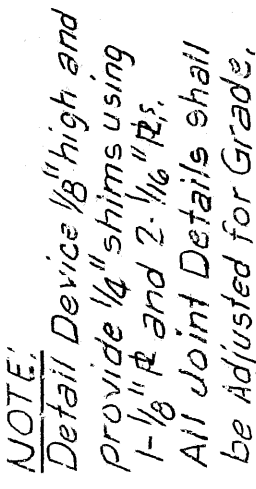 NOTE:
Detail Device 1/8" high and
provide 1/4" shims using
1-1/8" ⅊ and 2-1/16" ⅊s.
All Joint Details shall
be Adjusted for Grade.